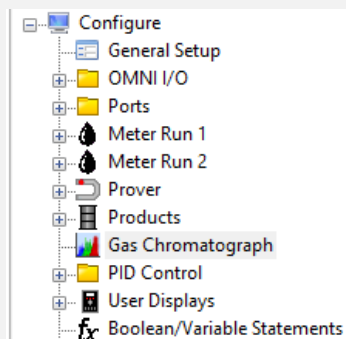 Configure
General Setup
OMNI I/O
Ports
Meter Run 1
Meter Run 2
Prover
Products
Gas Chromatograph
PID Control
User Displays
fx Boolean/Variable Statements